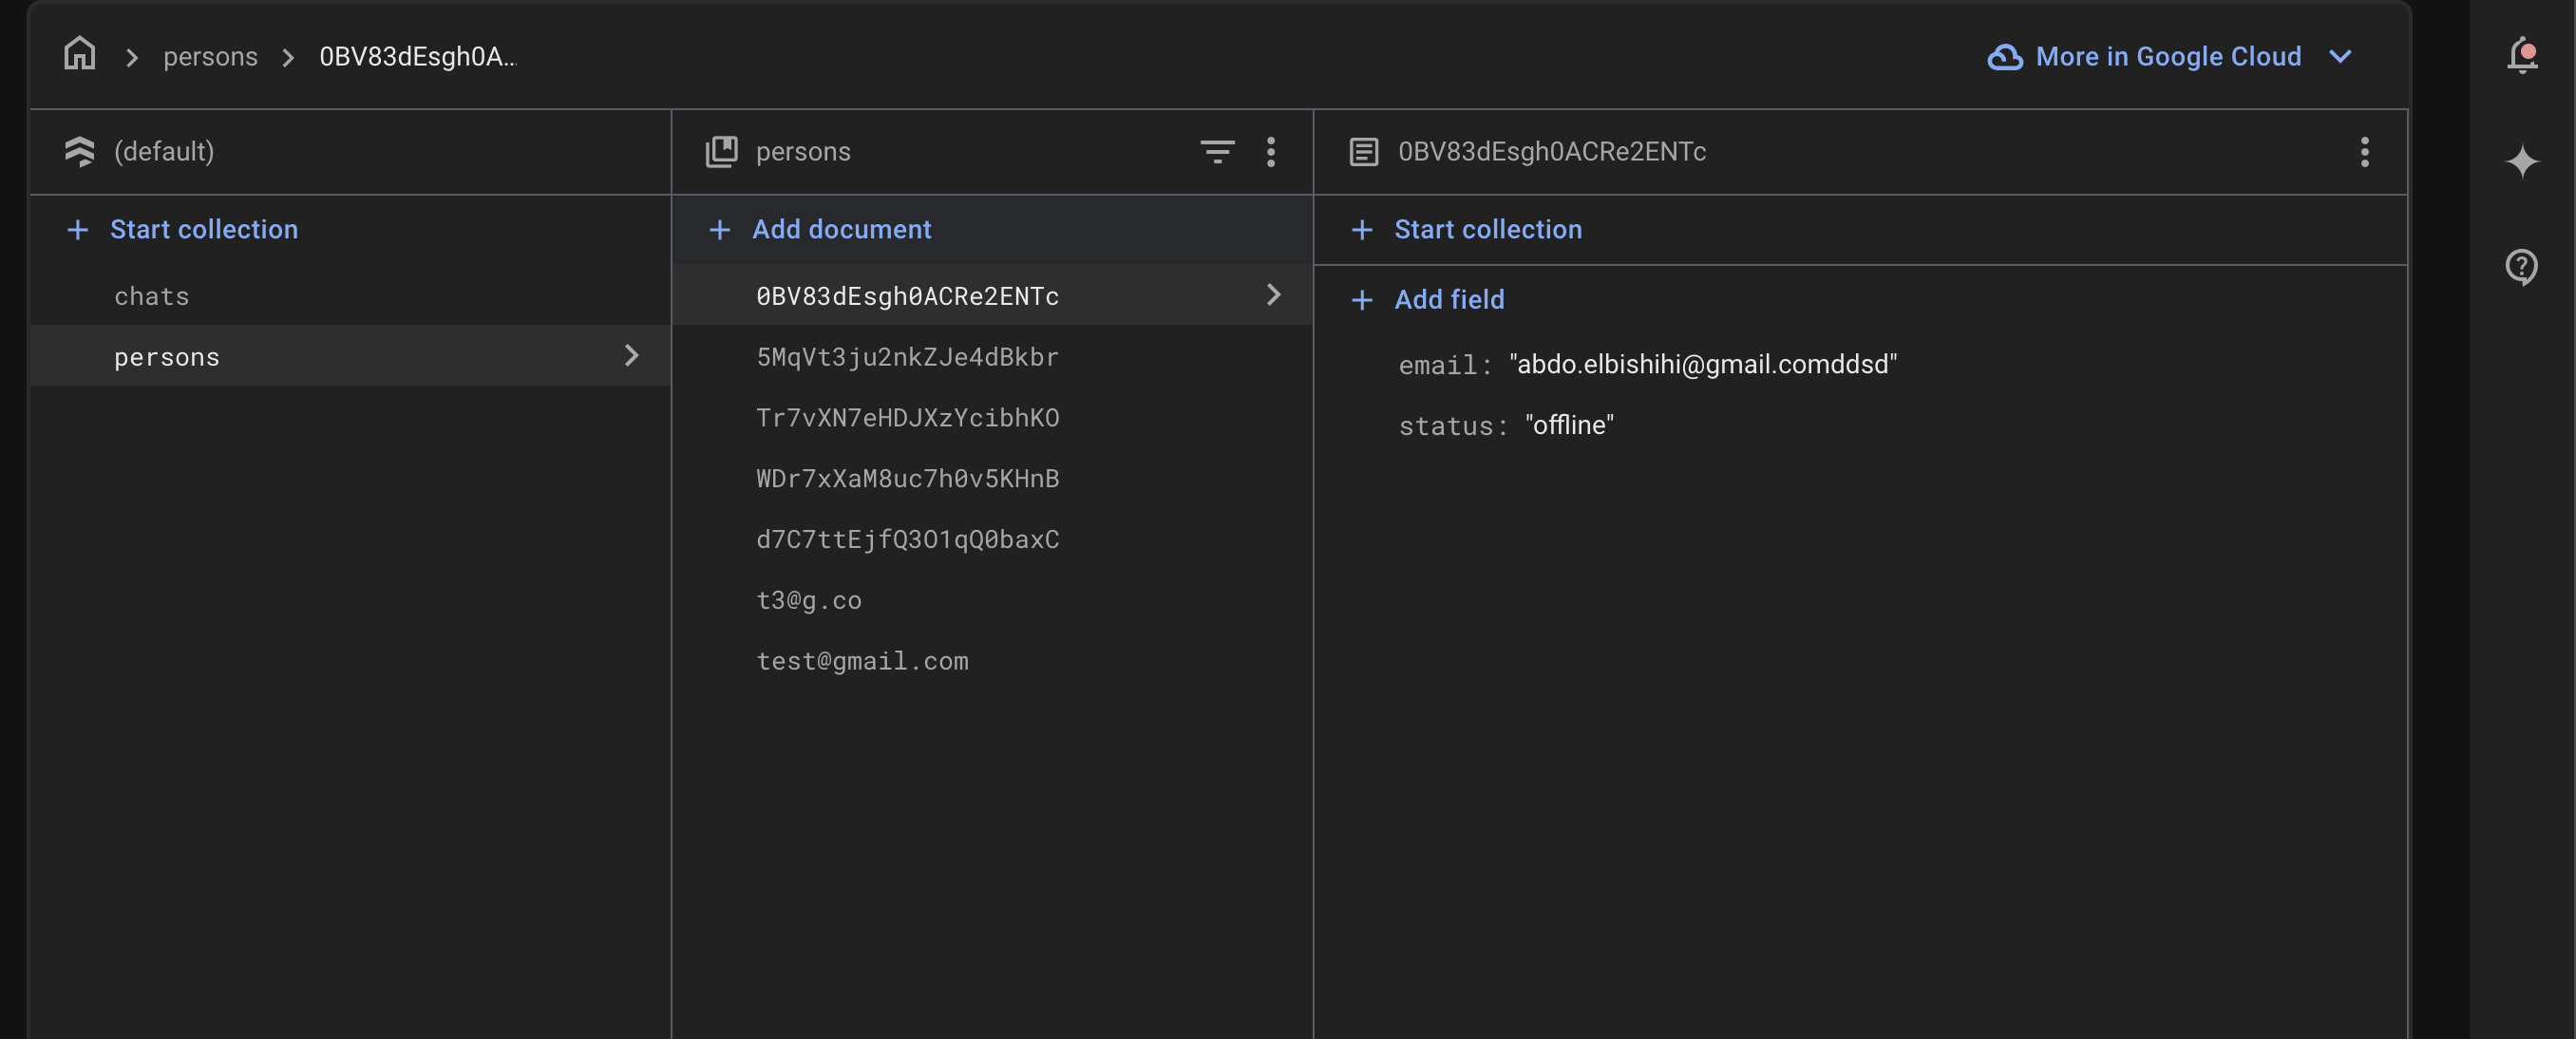 persons
0BV83dEsgh0A...
More in Google Cloud
(default)
Start collection
chats
persons
persons
Add document
0BV83dEsgh0ACRe2ENTc
5MqVt3ju2nkZJe4dBkbr
Tr7vXN7eHDJXzYcibhKO
WDr7xXaM8uc7h0v5KHnB
d7C7ttEjfQ3O1qQ0baxC
t3@g.co
test@gmail.com
0BV83dEsgh0ACRe2ENTc
Start collection
Add field
email: "abdo.elbishihi@gmail.comddsd"
status: "offline"